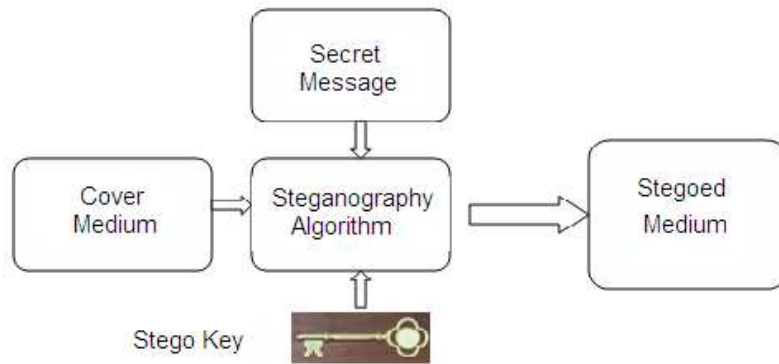 Secret
Message
Cover
Medium
Steganography
Algorithm
Stegoed
Medium
Stego Key